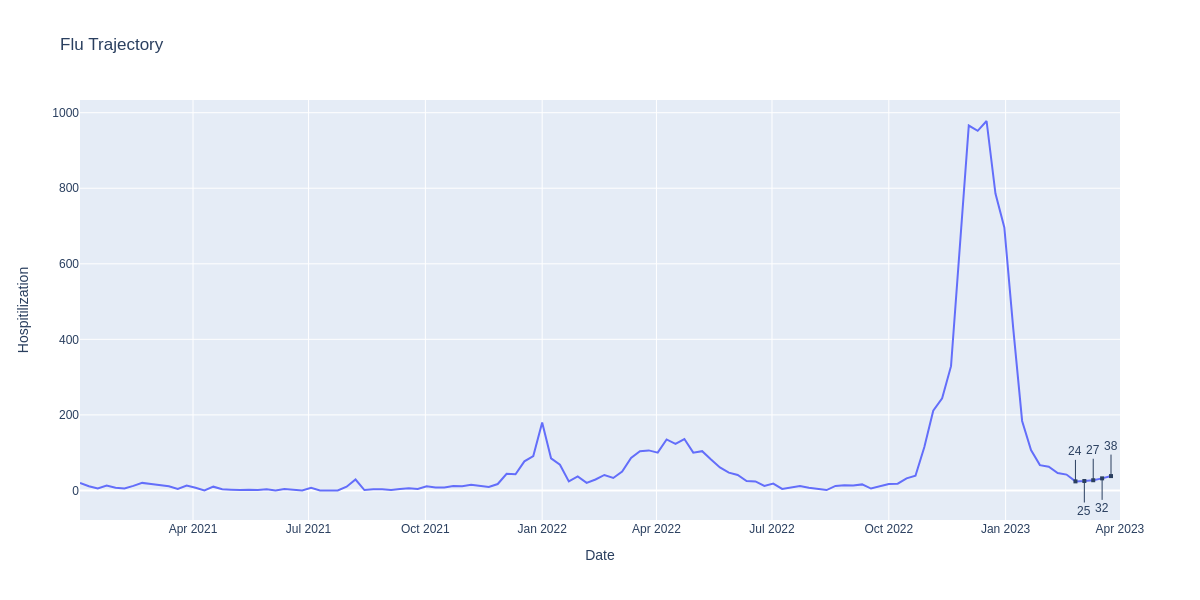 Flu Trajectory
Hospitilization
1000
800
600
400
200
0
24 27 38
25 32
Apr 2021 Jul 2021 Oct 2021 Jan 2022 Apr 2022 Jul 2022 Oct 2022 Jan 2023 Apr 2023
Date